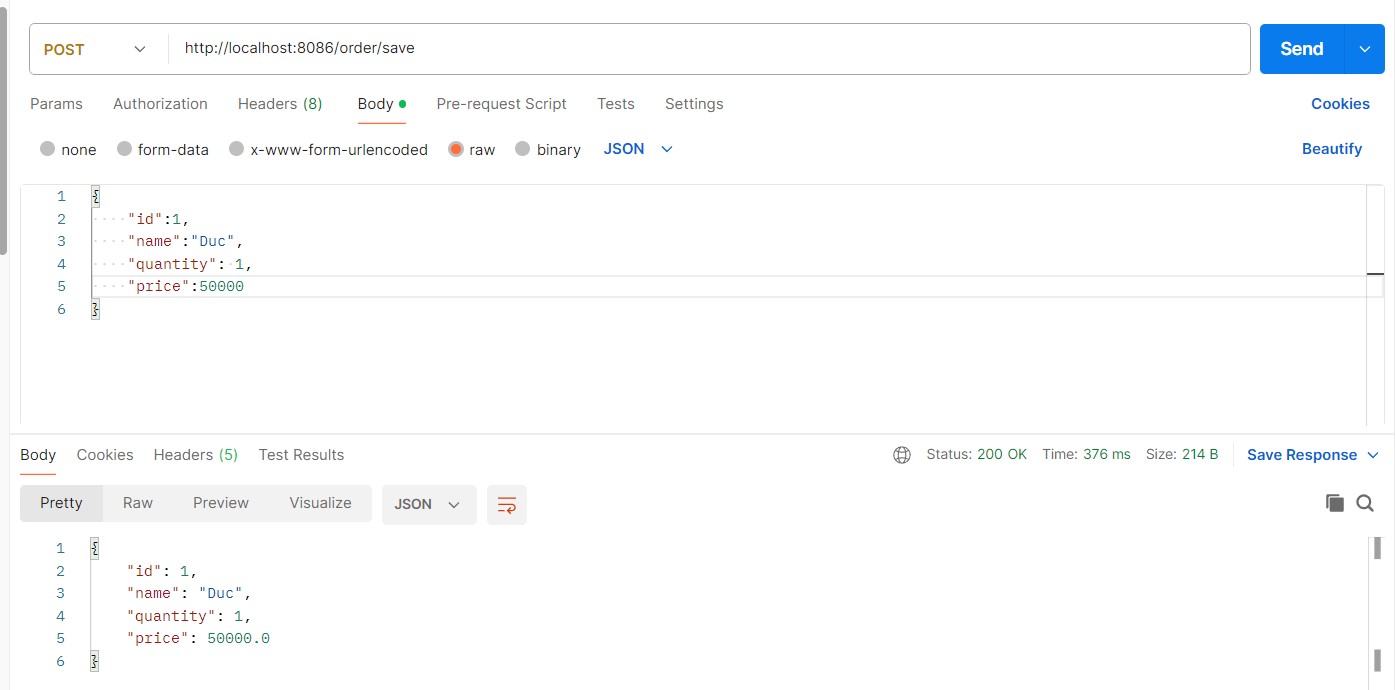 POST http://localhost:8086/order/save Send
Params Authorization Headers (8) Body Pre-request Script Tests Settings Cookies
none form-data x-www-form-urlencoded raw binary JSON Beautify
1 {
2 "id":1,
3 "name":"Duc",
4 "quantity": 1,
5 "price":50000
6 }
Body Cookies Headers (5) Test Results Status: 200 OK Time: 376 ms Size: 214 B Save Response
Pretty Raw Preview Visualize JSON
1 {
2 "id": 1,
3 "name": "Duc",
4 "quantity": 1,
5 "price": 50000.0
6 }